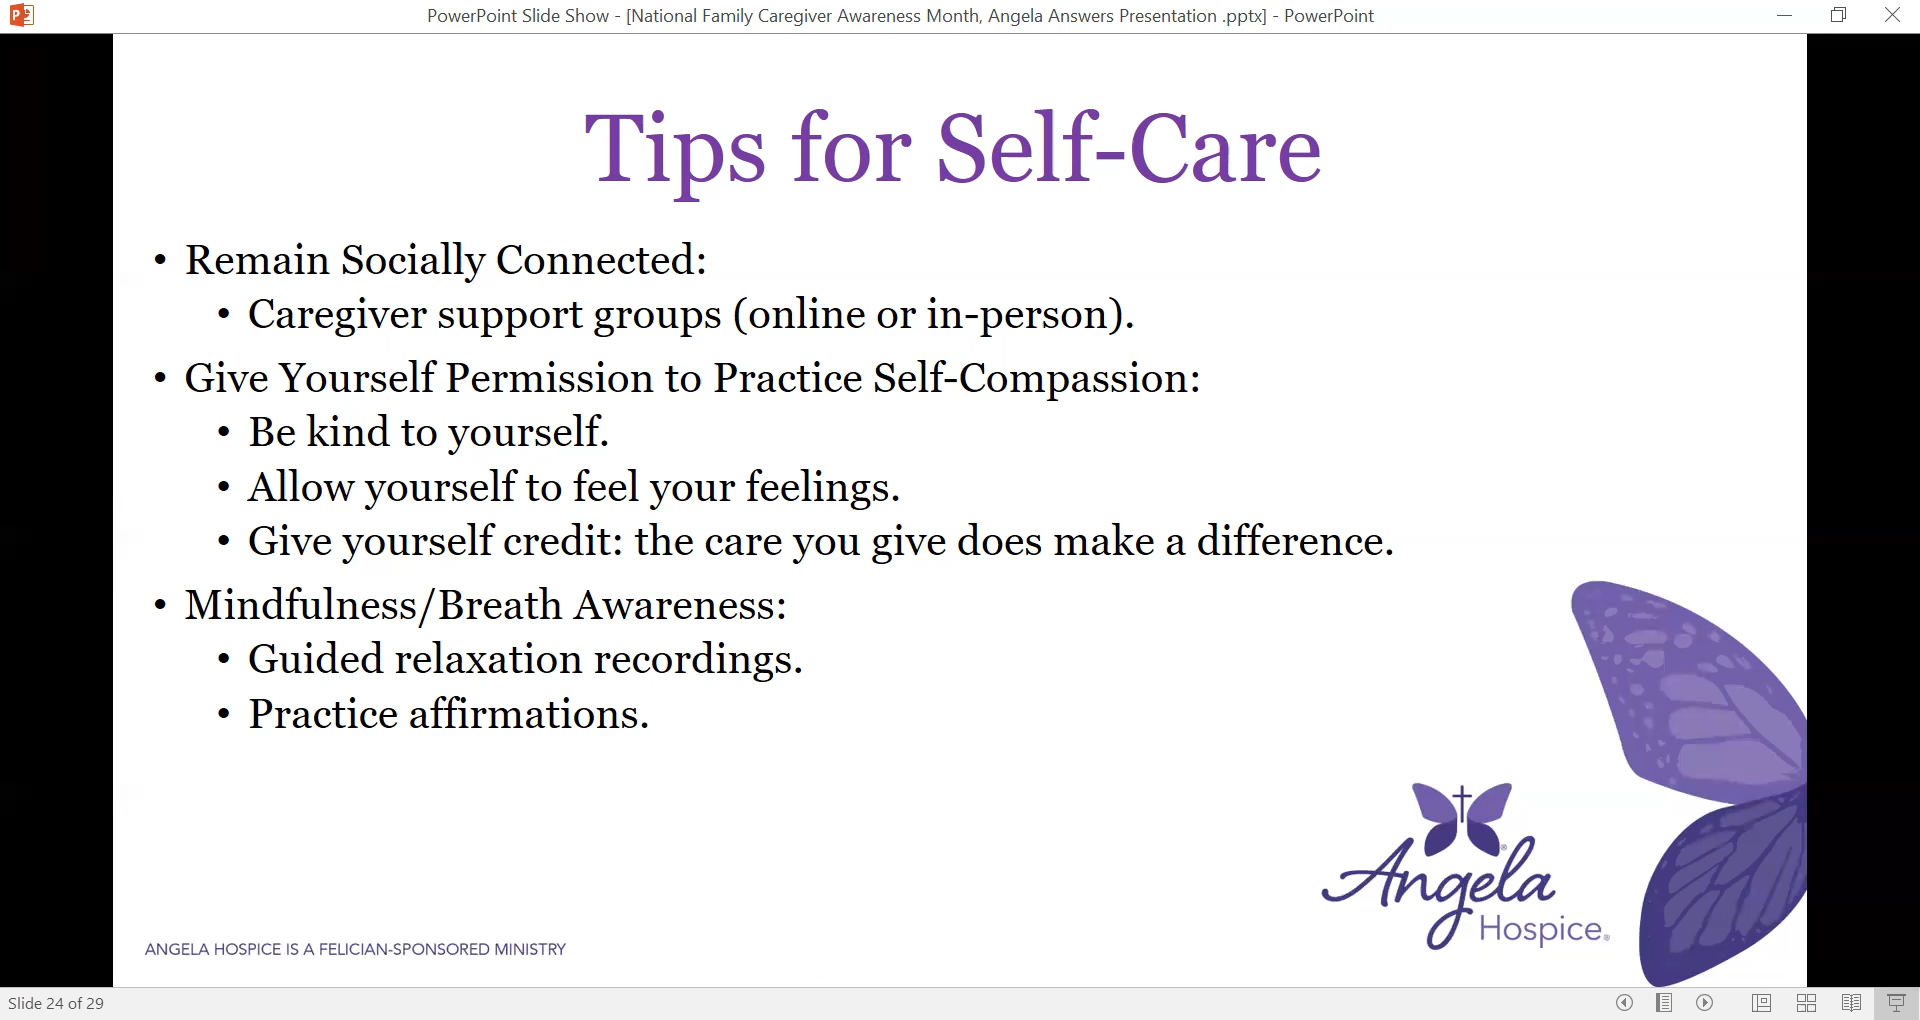 PowerPoint Slide Show - [National Family Caregiver Awareness Month, Angela Answers Presentation .pptx] - PowerPoint
Tips for Self-Care
• Remain Socially Connected:
• Caregiver support groups (online or in-person).
• Give Yourself Permission to Practice Self-Compassion:
• Be kind to yourself.
• Allow yourself to feel your feelings.
• Give yourself credit: the care you give does make a difference.
• Mindfulness/Breath Awareness:
• Guided relaxation recordings.
• Practice affirmations.
Angela
Hospice®
ANGELA HOSPICE IS A FELICIAN-SPONSORED MINISTRY
Slide 24 of 29